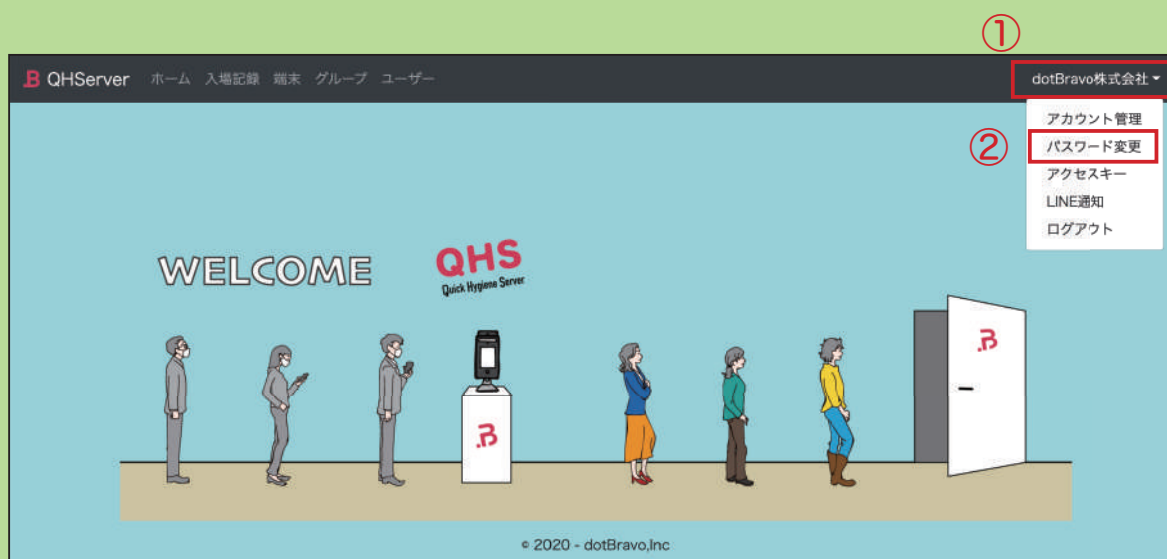 ①
QHServer ホーム 入場記録 端末 グループ ユーザー dotBravo株式会社
アカウント管理
②
パスワード変更
アクセスキー
LINE通知
ログアウト
WELCOME
QHS
Quick Hygiene Server
.B
.B
© 2020 - dotBravo,Inc